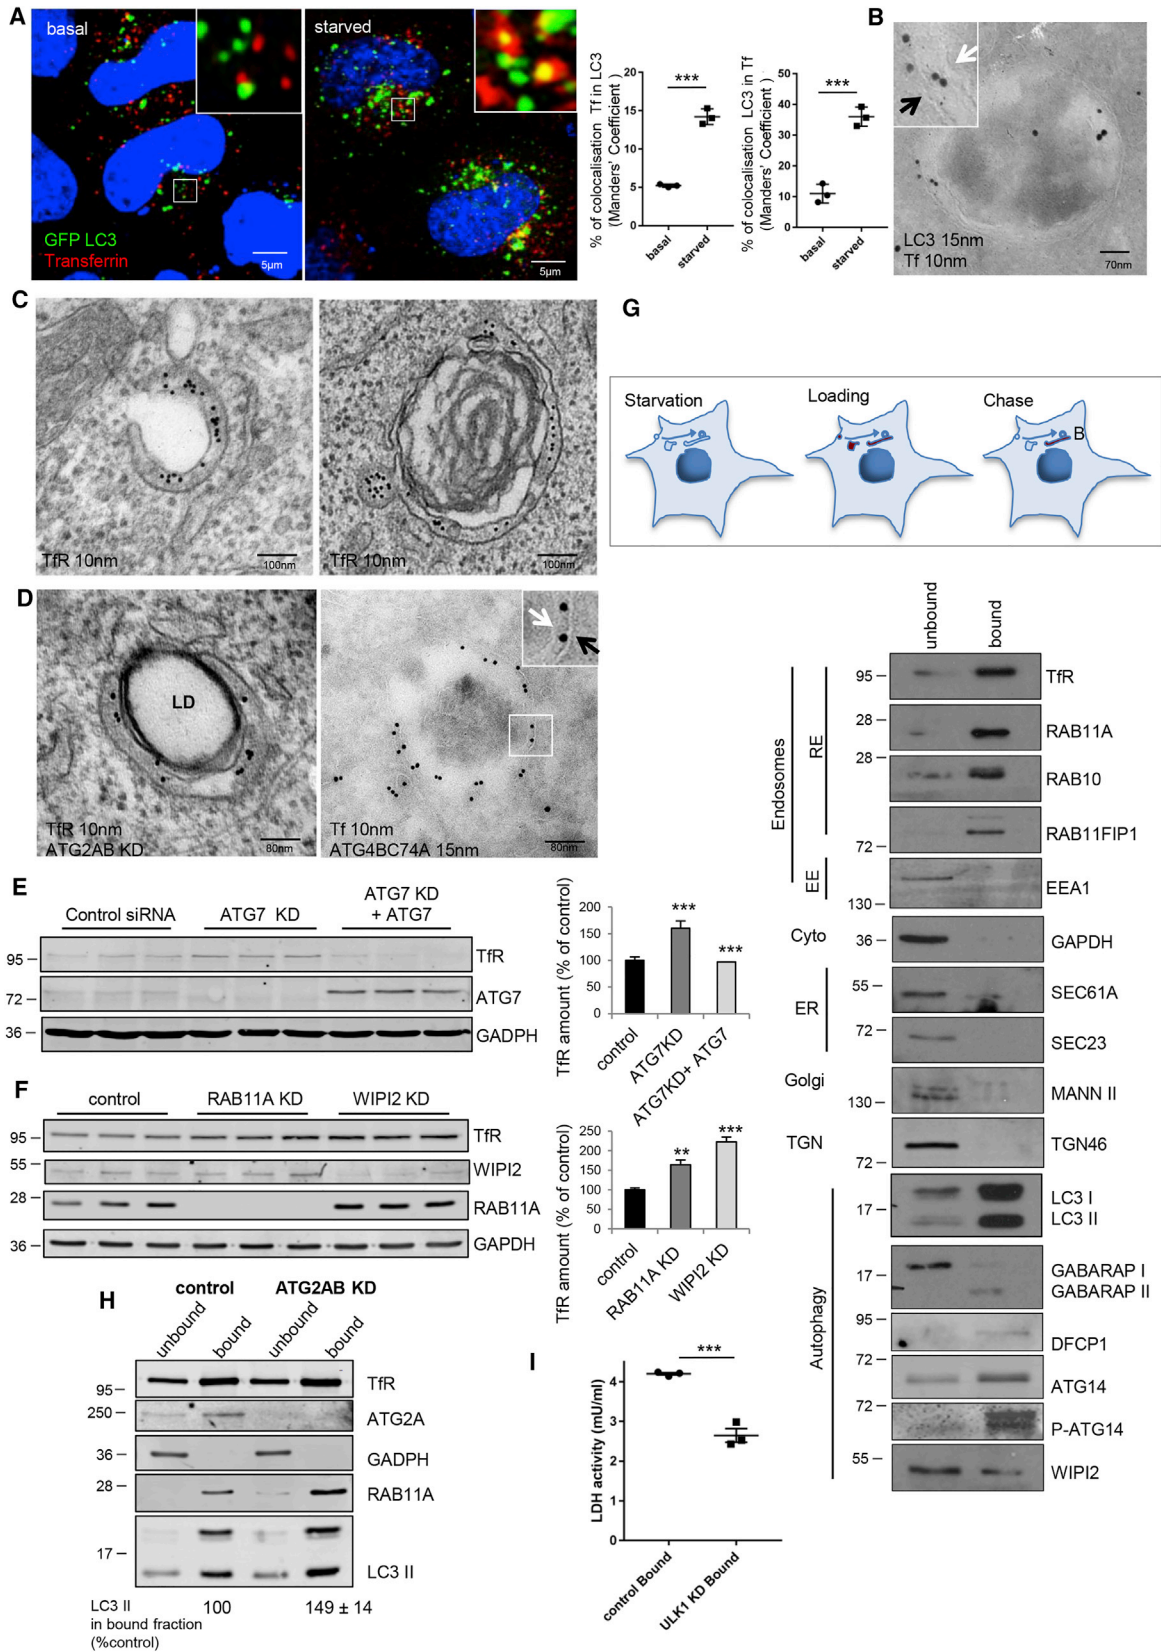 A
basal
starved
GFP LC3
Transferrin
5µm
5µm
% of colocalisation Tf in LC3
(Manders' Coefficient )
20
15
10
5
0
***
basal
starved
% of colocalisation LC3 in Tf
(Manders' Coefficient )
50
40
30
20
10
0
***
basal
starved
B
LC3 15nm
Tf 10nm
70nm
C
TfR 10nm
100nm
TfR 10nm
100nm
D
LD
TfR 10nm
ATG2AB KD
80nm
Tf 10nm
ATG4BC74A 15nm
80nm
E
Control siRNA
ATG7 KD
ATG7 KD
+ ATG7
95
TfR
72
ATG7
36
GADPH
TfR amount (% of control)
200
150
100
50
0
***
***
control
ATG7KD
ATG7KD+ ATG7
F
control
RAB11A KD
WIPI2 KD
95
TfR
55
WIPI2
28
RAB11A
36
GAPDH
TfR amount (% of control)
250
200
150
100
50
0
**
***
control
RAB11A KD
WIPI2 KD
G
Starvation
Loading
Chase
B
unbound
bound
Endosomes
RE
EE
95
TfR
28
RAB11A
28
RAB10
RAB11FIP1
72
EEA1
130
Cyto
36
GAPDH
ER
55
SEC61A
72
SEC23
Golgi
MANN II
130
TGN
TGN46
72
Autophagy
LC3 I
17
LC3 II
GABARAP I
17
GABARAP II
95
DFCP1
72
ATG14
72
P-ATG14
55
WIPI2
H
control
ATG2AB KD
unbound
bound
unbound
bound
95
TfR
250
ATG2A
36
GADPH
28
RAB11A
17
LC3 II
LC3 II
in bound fraction
(%control)
100
149 ± 14
I
LDH activity (mU/ml)
4
3
2
1
0
***
control Bound
ULK1 KD Bound